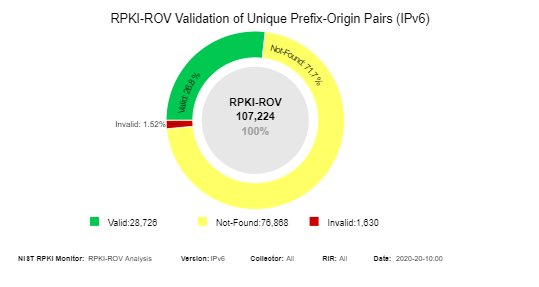 RPKI-ROV Validation of Unique Prefix-Origin Pairs (IPv6)
Valid: 26.8 %
Not-Found: 71.7 %
RPKI-ROV
107,224
100%
Invalid: 1.52%
Valid:28,726 Not-Found:76,868 Invalid:1,630
NIST RPKI Monitor: RPKI-ROV Analysis Version: IPv6 Collector: All RIR: All Date: 2020-20-10:00